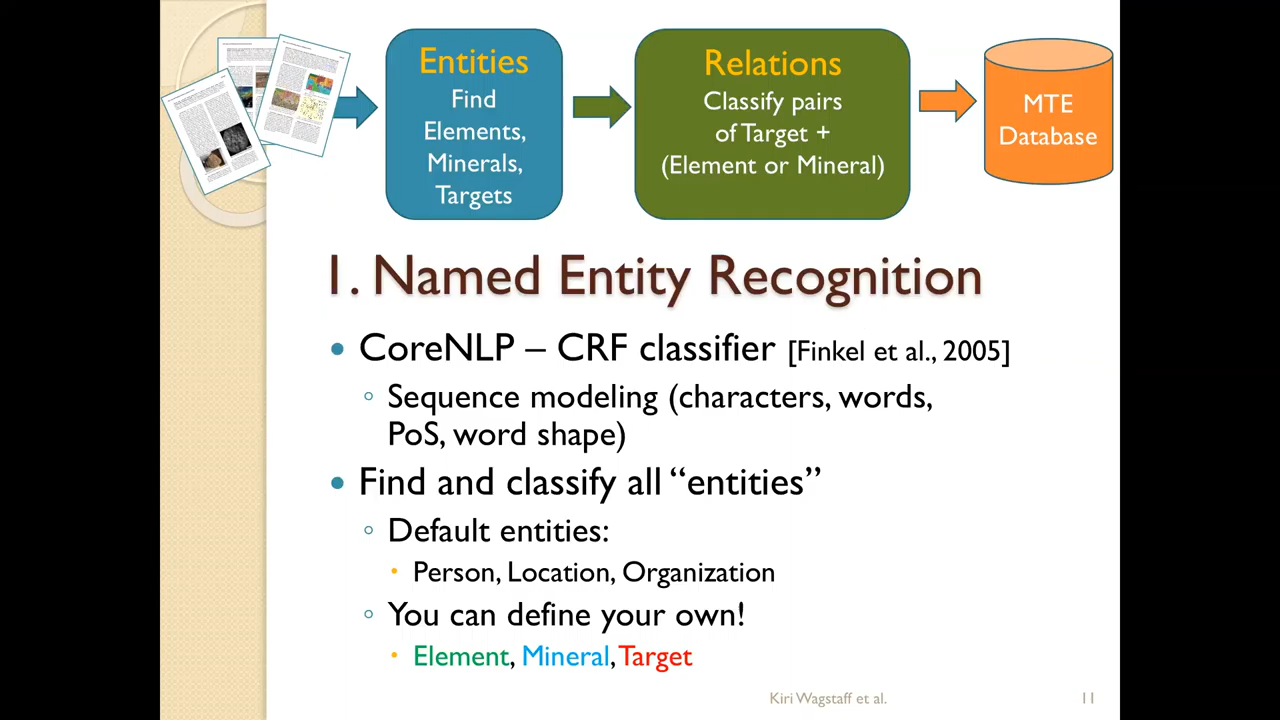 Entities
Find
Elements,
Minerals,
Targets
Relations
Classify pairs
of Target +
(Element or Mineral)
MTE
Database
1. Named Entity Recognition
• CoreNLP – CRF classifier [Finkel et al., 2005]
◦ Sequence modeling (characters, words,
PoS, word shape)
• Find and classify all “entities”
◦ Default entities:
• Person, Location, Organization
◦ You can define your own!
• Element, Mineral, Target
Kiri Wagstaff et al.
11